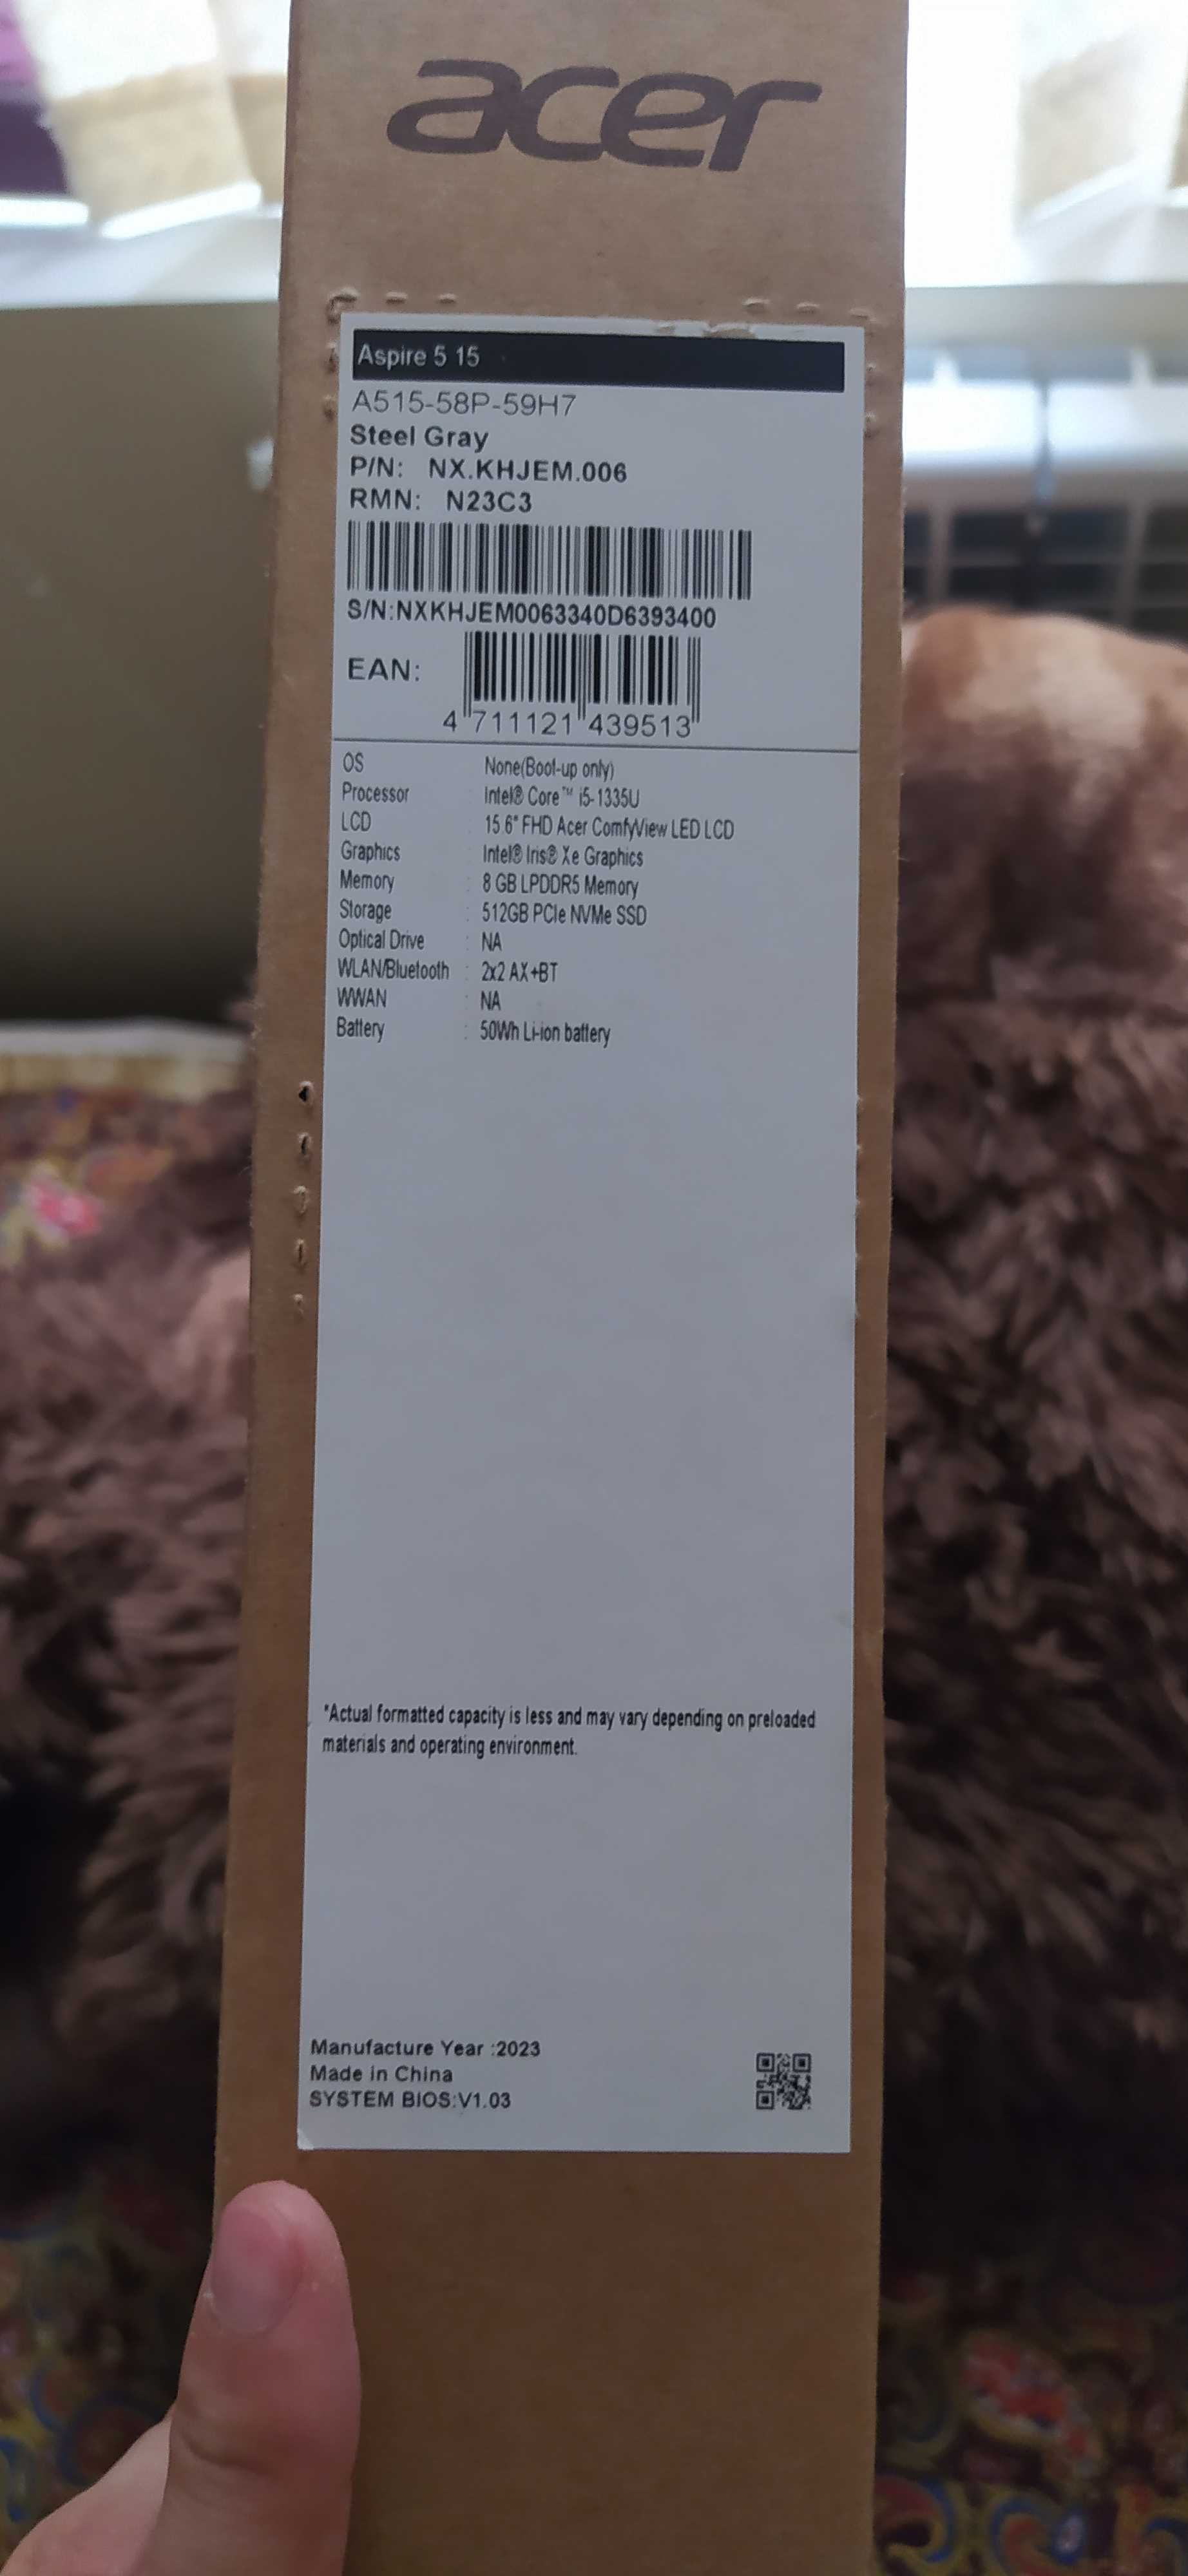 acer
Aspire 5 15
A515-58P-59H7
Steel Gray
P/N: NX.KHJEM.006
RMN: N23C3
S/N:NXKHJEM0063340D6393400
EAN:
4 711121 439513
OS None(Boot-up only)
Processor Intel® Core™ i5-1335U
LCD 15.6" FHD Acer ComfyView LED LCD
Graphics Intel® Iris® Xe Graphics
Memory : 8 GB LPDDR5 Memory
Storage : 512GB PCIe NVMe SSD
Optical Drive : NA
WLAN/Bluetooth : 2x2 AX+BT
WWAN : NA
Battery : 50Wh Li-ion battery
*Actual formatted capacity is less and may vary depending on preloaded
materials and operating environment.
Manufacture Year :2023
Made in China
SYSTEM BIOS:V1.03